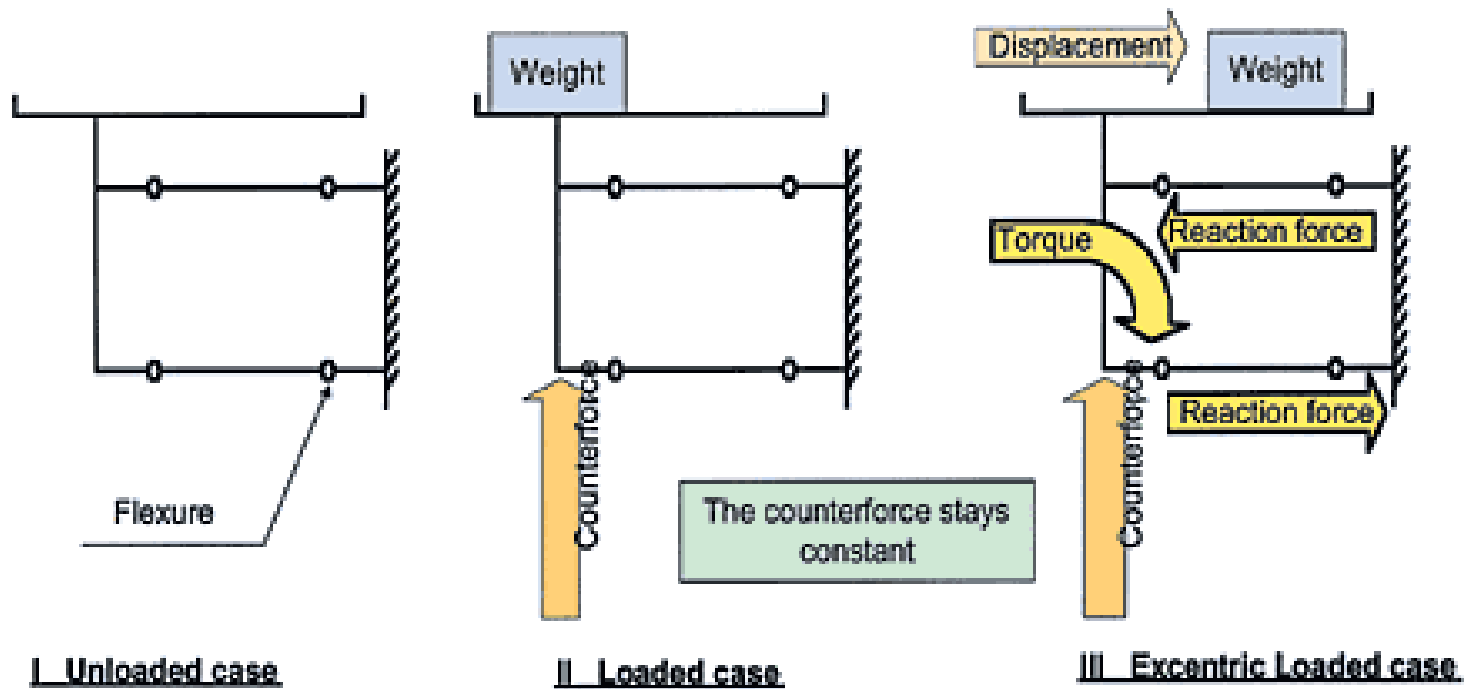 Displacement
Weight
Weight
Torque
Reaction force
Reaction force
Flexure
Counterforce
The counterforce stays
constant
Counterforce
I Unloaded case
II Loaded case
III Excentric Loaded case